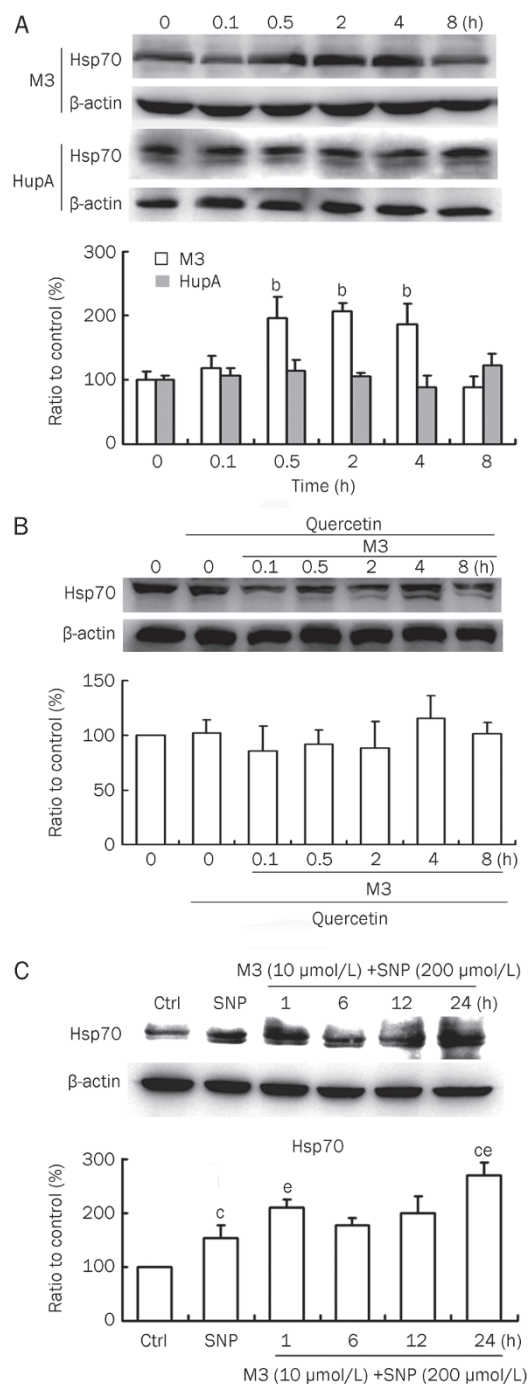 A
0 0.1 0.5 2 4 8 (h)
M3
Hsp70
β-actin
HupA
Hsp70
β-actin
300
200
100
0
Ratio to control (%)
M3
HupA
b b b
0 0.1 0.5 2 4 8
Time (h)
B
Quercetin
M3
0 0 0.1 0.5 2 4 8 (h)
Hsp70
β-actin
150
100
50
0
Ratio to control (%)
0 0 0.1 0.5 2 4 8 (h)
M3
Quercetin
C
M3 (10 μmol/L) +SNP (200 μmol/L)
Ctrl SNP 1 6 12 24 (h)
Hsp70
β-actin
Hsp70
300
200
100
0
Ratio to control (%)
c e ce
Ctrl SNP 1 6 12 24 (h)
M3 (10 μmol/L) +SNP (200 μmol/L)